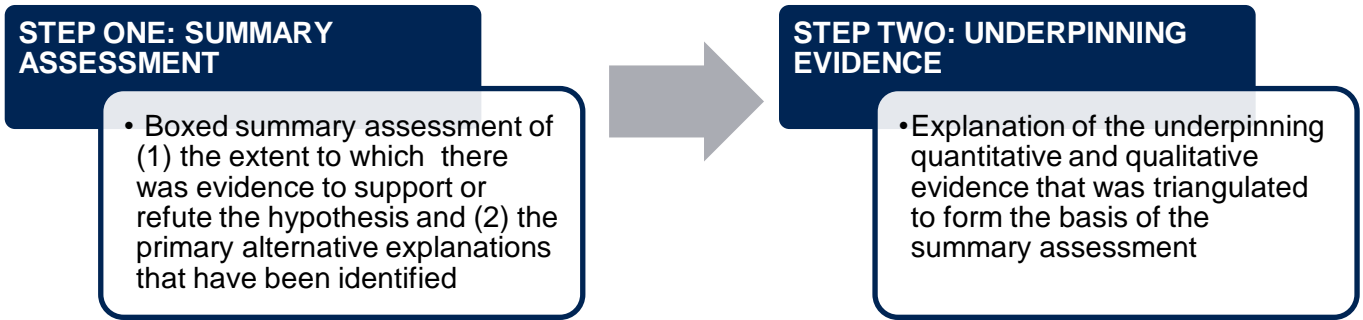 STEP ONE: SUMMARY
ASSESSMENT
• Boxed summary assessment of
(1) the extent to which there
was evidence to support or
refute the hypothesis and (2) the
primary alternative explanations
that have been identified
STEP TWO: UNDERPINNING
EVIDENCE
•Explanation of the underpinning
quantitative and qualitative
evidence that was triangulated
to form the basis of the
summary assessment